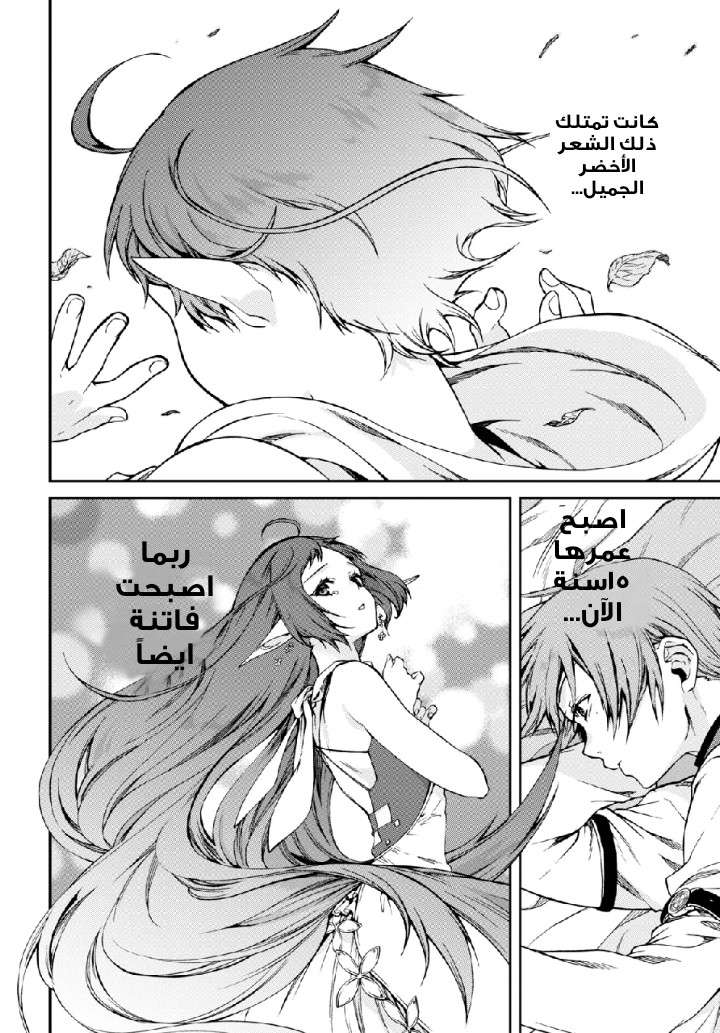 كانت تمتلك
ذلك الشعر
الأخضر
الجميل...
اصبح
عمرها
١٥سنة
الآن...
ربما
اصبحت
فاتنة
ايضاً